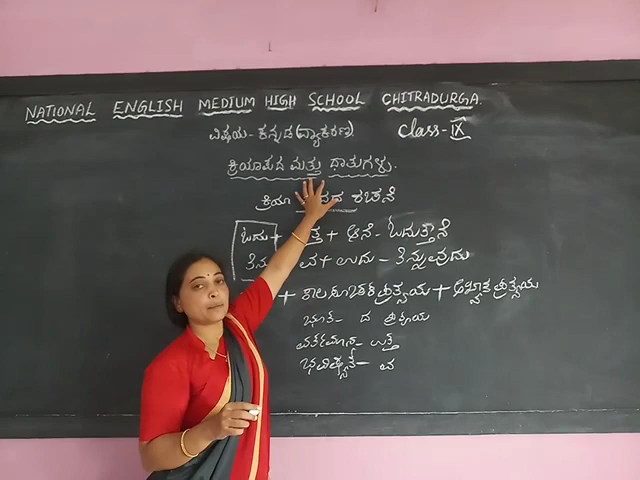 NATIONAL ENGLISH MEDIUM HIGH SCHOOL CHITRADURGA.
ವಿಷಯ - ಕನ್ನಡ (ವ್ಯಾಕರಣ) class - IX
ಕ್ರಿಯಾಪದ ಮತ್ತು ಧಾತುಗಳು.
ಕ್ರಿಯಾ ರಚನೆ
ಓದು + ಆನೆ - ಓದುತ್ತಾನೆ
ತಿನ್ನು ವ + ಉದು - ತಿನ್ನುವುದು
+ ಕಾಲಸೂಚಕ ಪ್ರತ್ಯಯ + ಆಖ್ಯಾತ ಪ್ರತ್ಯಯ
ಭೂತ - ದ ಪ್ರತ್ಯಯ
ವರ್ತಮಾನ - ಉತ್ತ
ಭವಿಷ್ಯತ್ - ವ